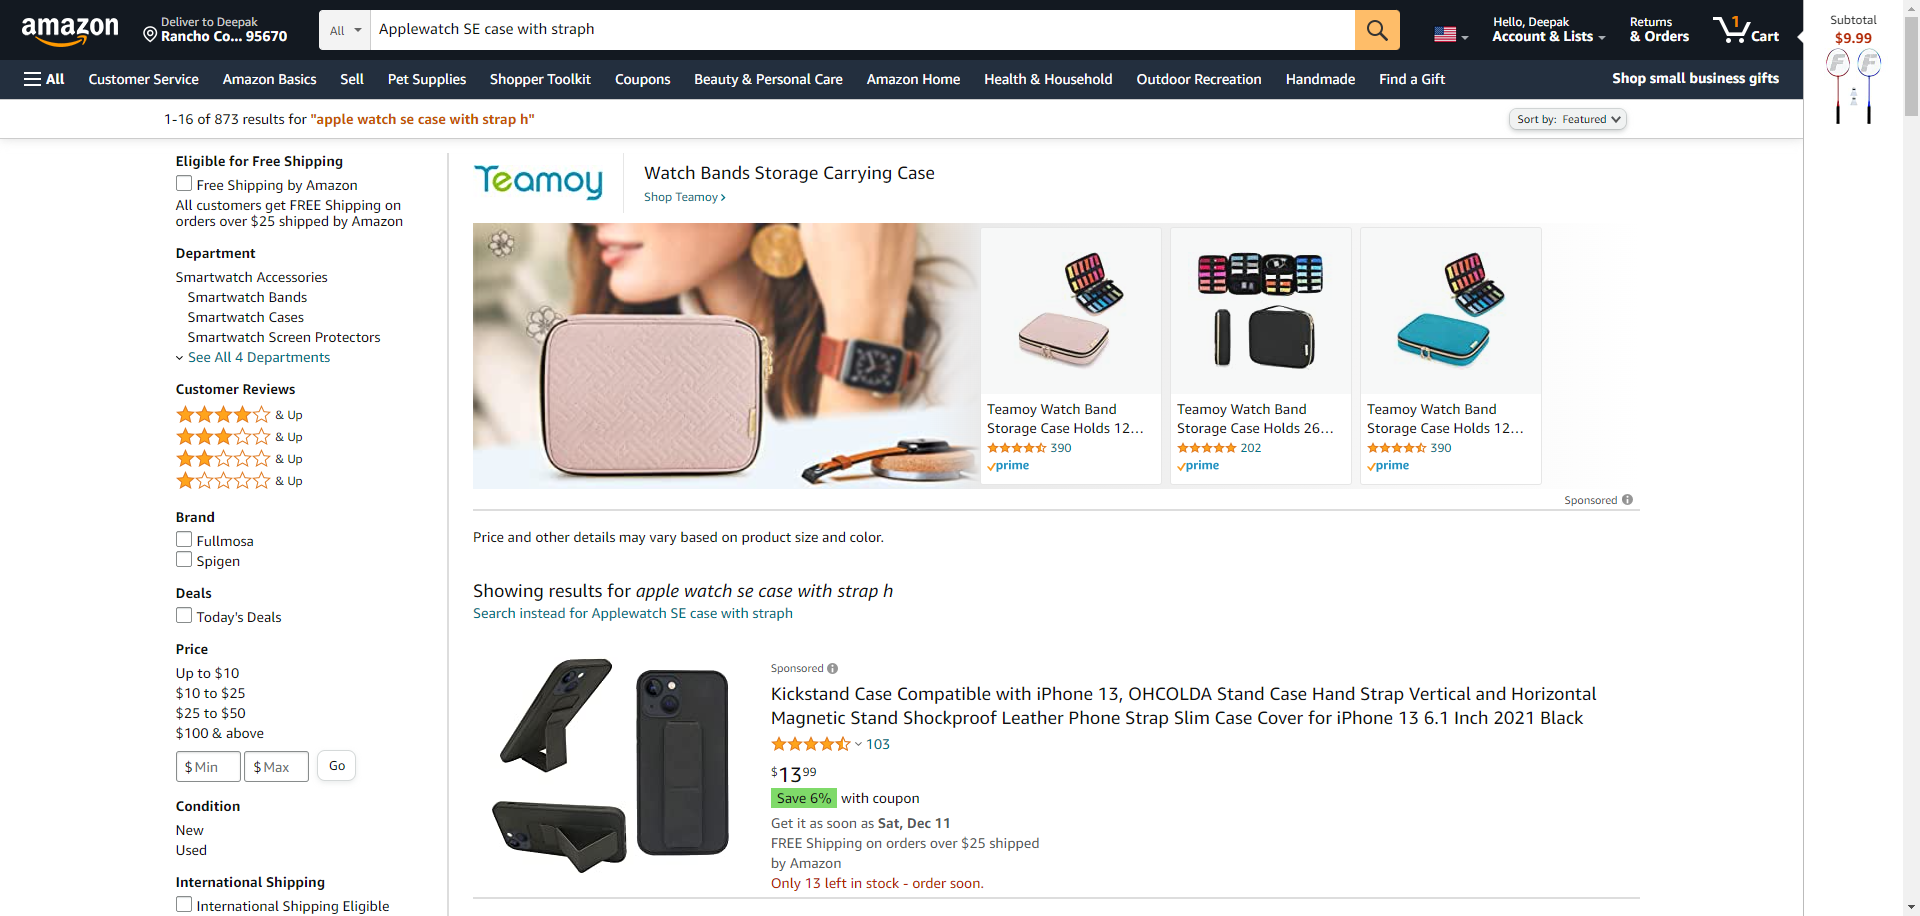 amazon
Deliver to Deepak
Rancho Co... 95670
All
Applewatch SE case with straph
Hello, Deepak
Account & Lists
Returns
& Orders
1
Cart
Subtotal
$9.99
All
Customer Service
Amazon Basics
Sell
Pet Supplies
Shopper Toolkit
Coupons
Beauty & Personal Care
Amazon Home
Health & Household
Outdoor Recreation
Handmade
Find a Gift
Shop small business gifts
1-16 of 873 results for "apple watch se case with strap h"
Sort by: Featured
Eligible for Free Shipping
Free Shipping by Amazon
All customers get FREE Shipping on
orders over $25 shipped by Amazon
Department
Smartwatch Accessories
Smartwatch Bands
Smartwatch Cases
Smartwatch Screen Protectors
See All 4 Departments
Customer Reviews
& Up
& Up
& Up
& Up
Brand
Fullmosa
Spigen
Deals
Today's Deals
Price
Up to $10
$10 to $25
$25 to $50
$100 & above
$ Min
$ Max
Go
Condition
New
Used
International Shipping
International Shipping Eligible
Teamoy
Watch Bands Storage Carrying Case
Shop Teamoy ›
Teamoy Watch Band
Storage Case Holds 12...
390
prime
Teamoy Watch Band
Storage Case Holds 26...
202
prime
Teamoy Watch Band
Storage Case Holds 12...
390
prime
Sponsored
Price and other details may vary based on product size and color.
Showing results for apple watch se case with strap h
Search instead for Applewatch SE case with straph
Sponsored
Kickstand Case Compatible with iPhone 13, OHCOLDA Stand Case Hand Strap Vertical and Horizontal
Magnetic Stand Shockproof Leather Phone Strap Slim Case Cover for iPhone 13 6.1 Inch 2021 Black
103
$1399
Save 6% with coupon
Get it as soon as Sat, Dec 11
FREE Shipping on orders over $25 shipped
by Amazon
Only 13 left in stock - order soon.